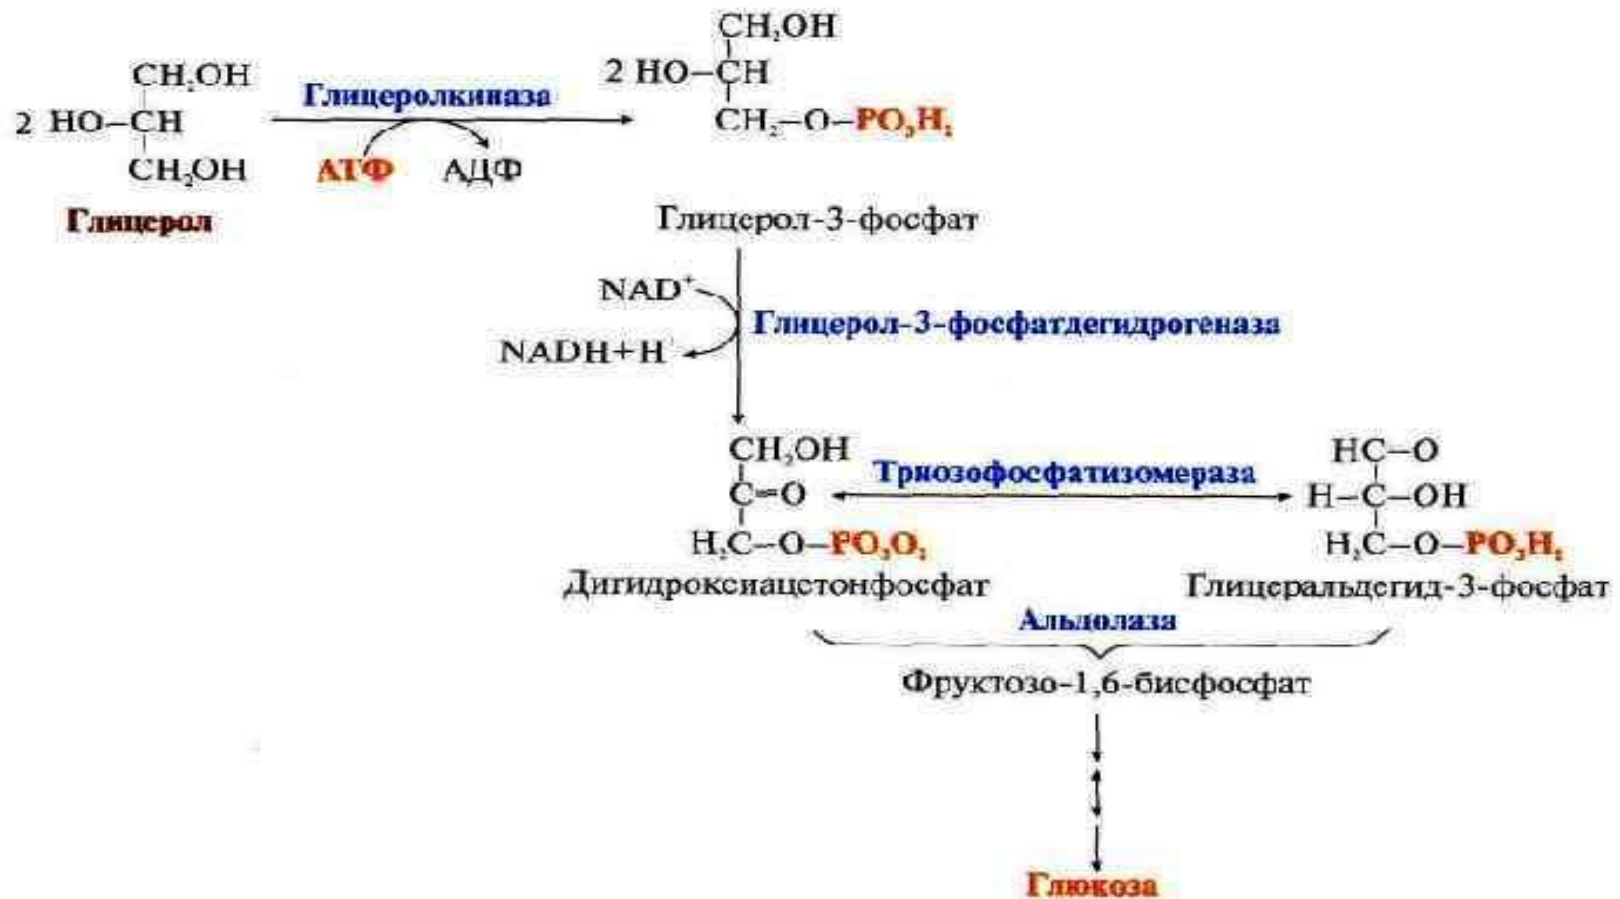 CH₂OH
2 HO–CH
CH₂OH
Глицерол
Глицеролкиназа
АТФ АДФ
CH₂OH
2 HO–CH
CH₂–O–PO₃H₂
Глицерол-3-фосфат
NAD⁺
NADH+H⁺
Глицерол-3-фосфатдегидрогеназа
CH₂OH
C=O
H₂C–O–PO₃O₂
Дигидроксиацетонфосфат
Триозофосфатизомераза
HC–O
H–C–OH
H₂C–O–PO₃H₂
Глицеральдегид-3-фосфат
Альдолаза
Фруктозо-1,6-бисфосфат
Глюкоза